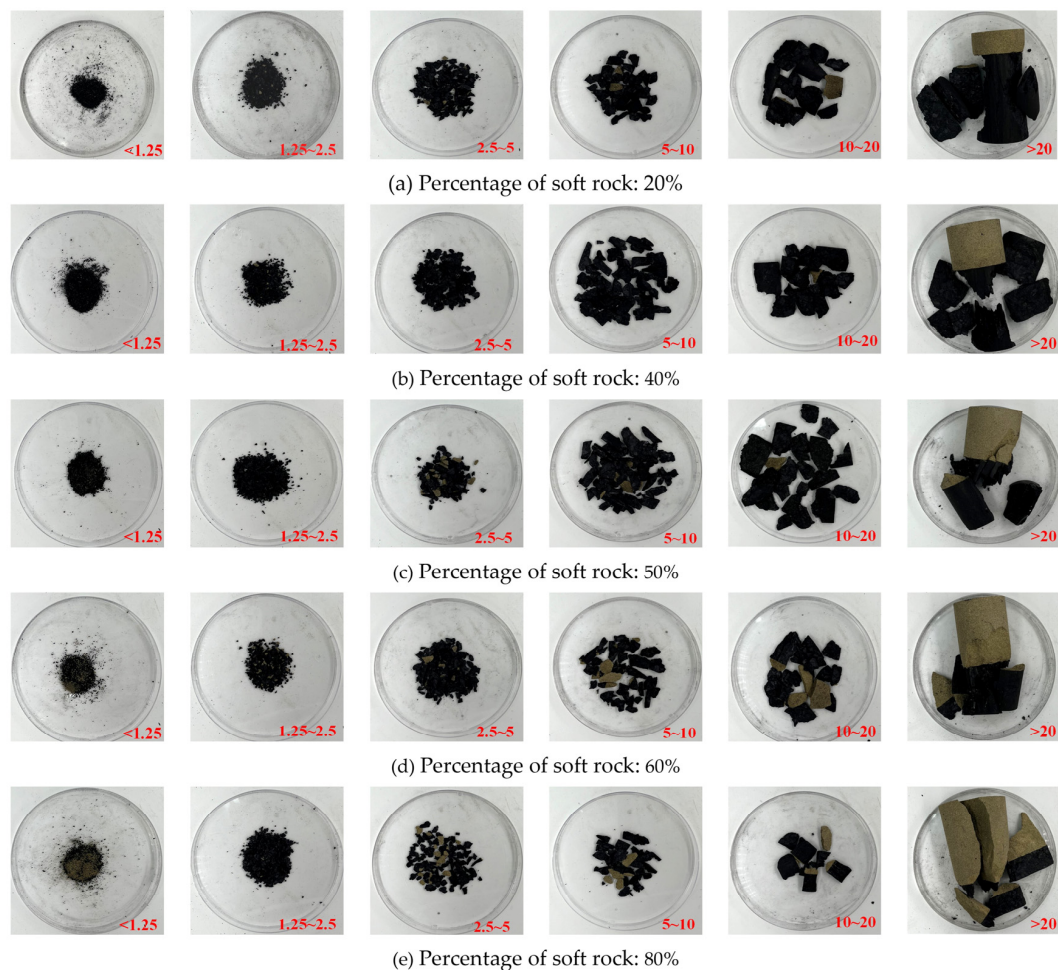 <1.25 1.25~2.5 2.5~5 5~10 10~20 >20
(a) Percentage of soft rock: 20%
<1.25 1.25~2.5 2.5~5 5~10 10~20 >20
(b) Percentage of soft rock: 40%
<1.25 1.25~2.5 2.5~5 5~10 10~20 >20
(c) Percentage of soft rock: 50%
<1.25 1.25~2.5 2.5~5 5~10 10~20 >20
(d) Percentage of soft rock: 60%
<1.25 1.25~2.5 2.5~5 5~10 10~20 >20
(e) Percentage of soft rock: 80%